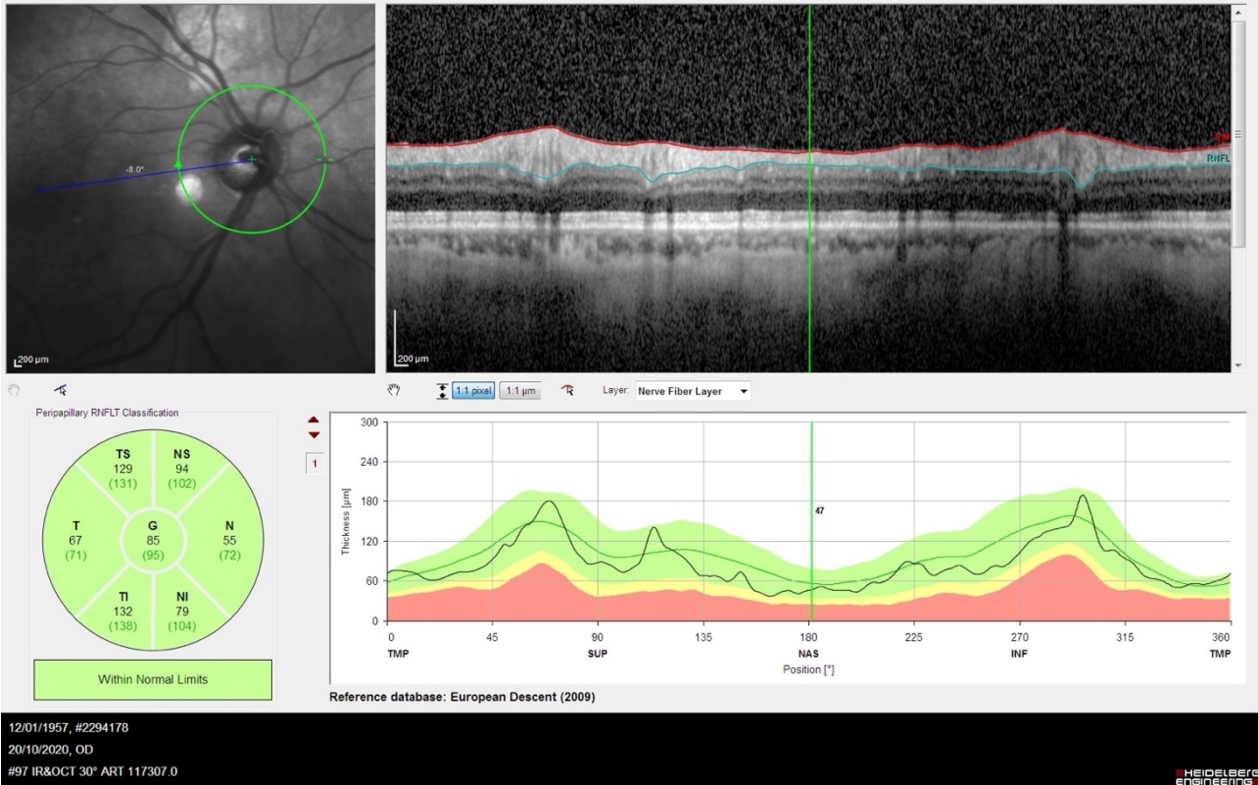 -8.0°
200 µm
ILM
RNFL
200 µm
1:1 pixel
1:1 µm
Layer:
Nerve Fiber Layer
Peripapillary RNFLT Classification
TS
129
(131)
NS
94
(102)
T
67
(71)
G
85
(95)
N
55
(72)
TI
132
(138)
NI
79
(104)
Within Normal Limits
1
Thickness [µm]
300
240
180
120
60
0
47
0 45 90 135 180 225 270 315 360
TMP SUP NAS INF TMP
Position [°]
Reference database: European Descent (2009)
12/01/1957, #2294178
20/10/2020, OD
#97 IR&OCT 30° ART 117307.0
HEIDELBERG
ENGINEERING